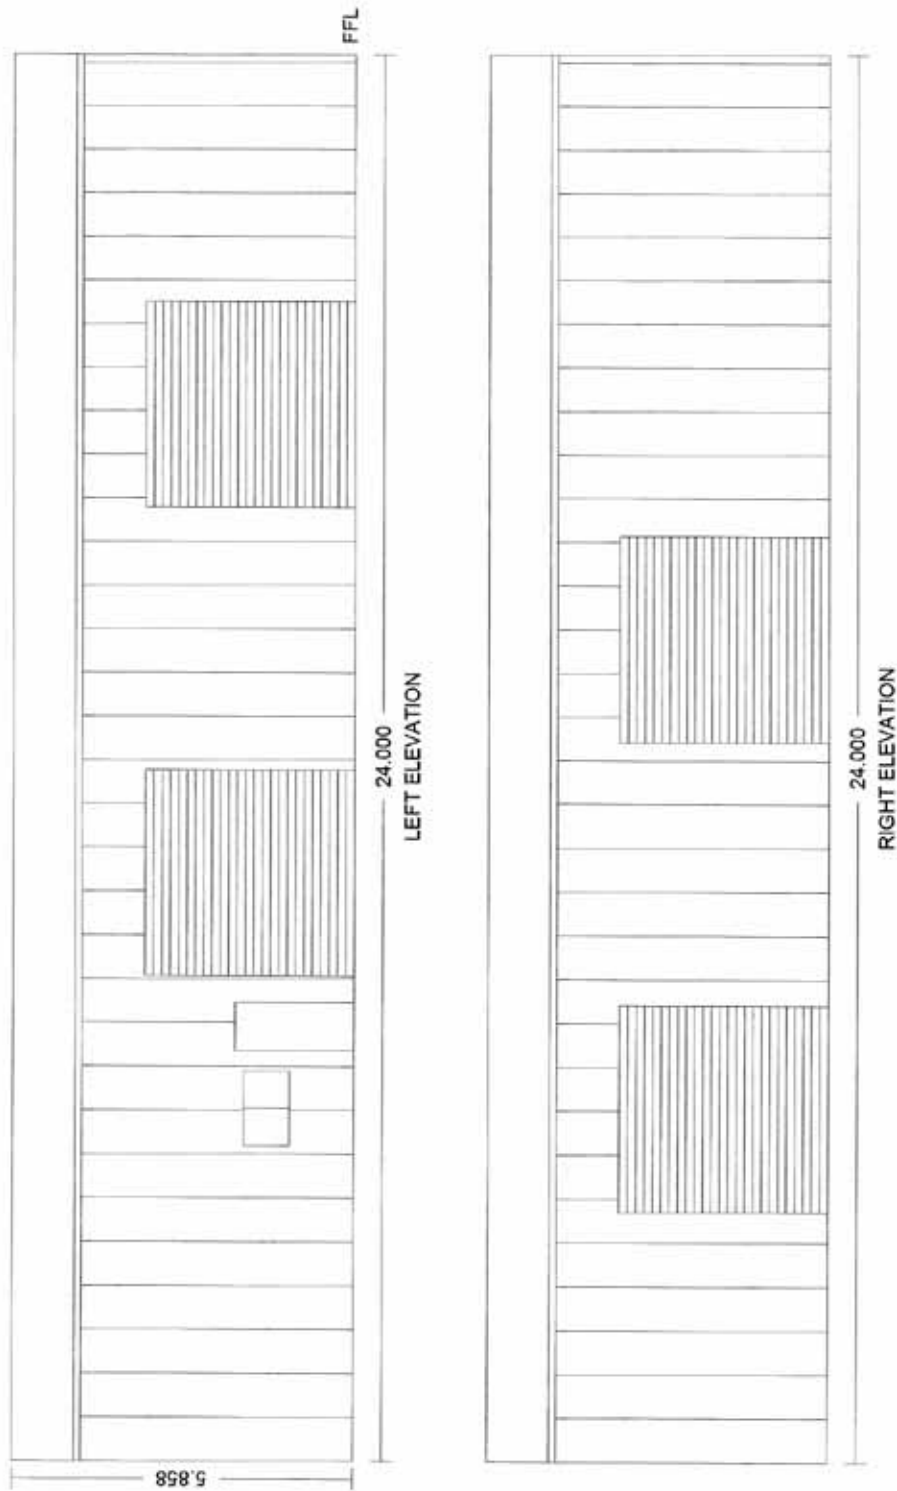 FFL
24.000
LEFT ELEVATION
5.858
24.000
RIGHT ELEVATION